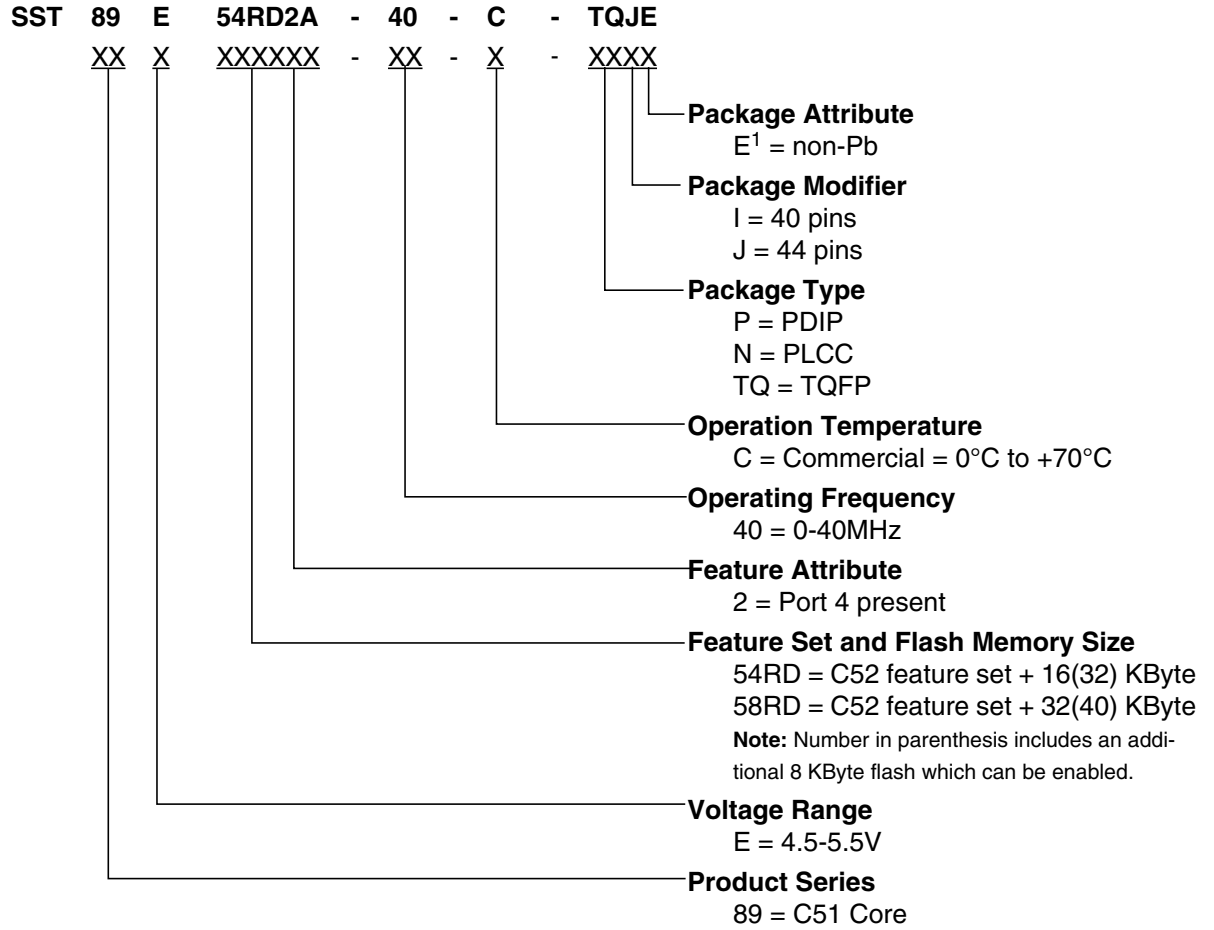 SST 89 E 54RD2A - 40 - C - TQJE
XX X XXXXXX - XX - X - XXXX
Package Attribute
E1 = non-Pb
Package Modifier
I = 40 pins
J = 44 pins
Package Type
P = PDIP
N = PLCC
TQ = TQFP
Operation Temperature
C = Commercial = 0°C to +70°C
Operating Frequency
40 = 0-40MHz
Feature Attribute
2 = Port 4 present
Feature Set and Flash Memory Size
54RD = C52 feature set + 16(32) KByte
58RD = C52 feature set + 32(40) KByte
Note: Number in parenthesis includes an addi-
tional 8 KByte flash which can be enabled.
Voltage Range
E = 4.5-5.5V
Product Series
89 = C51 Core